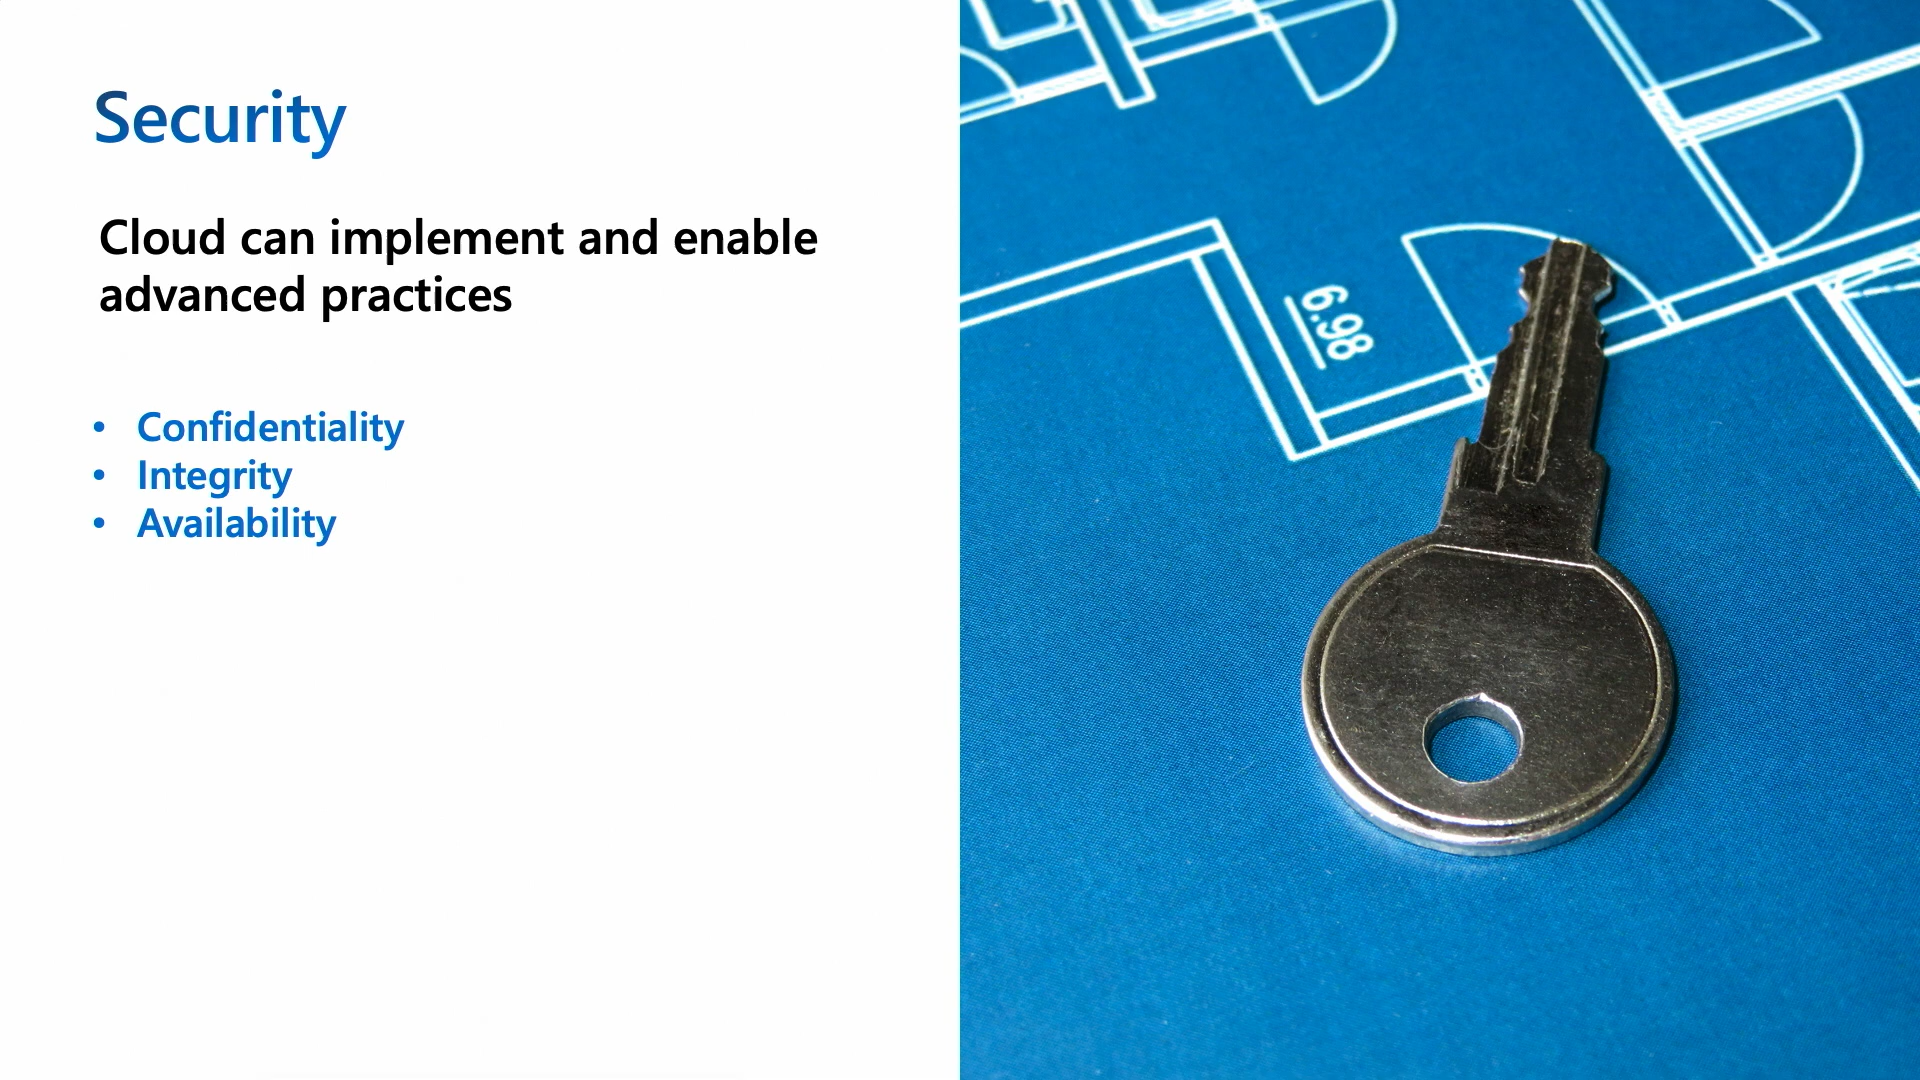 Security
Cloud can implement and enable
advanced practices
• Confidentiality
• Integrity
• Availability
6.98